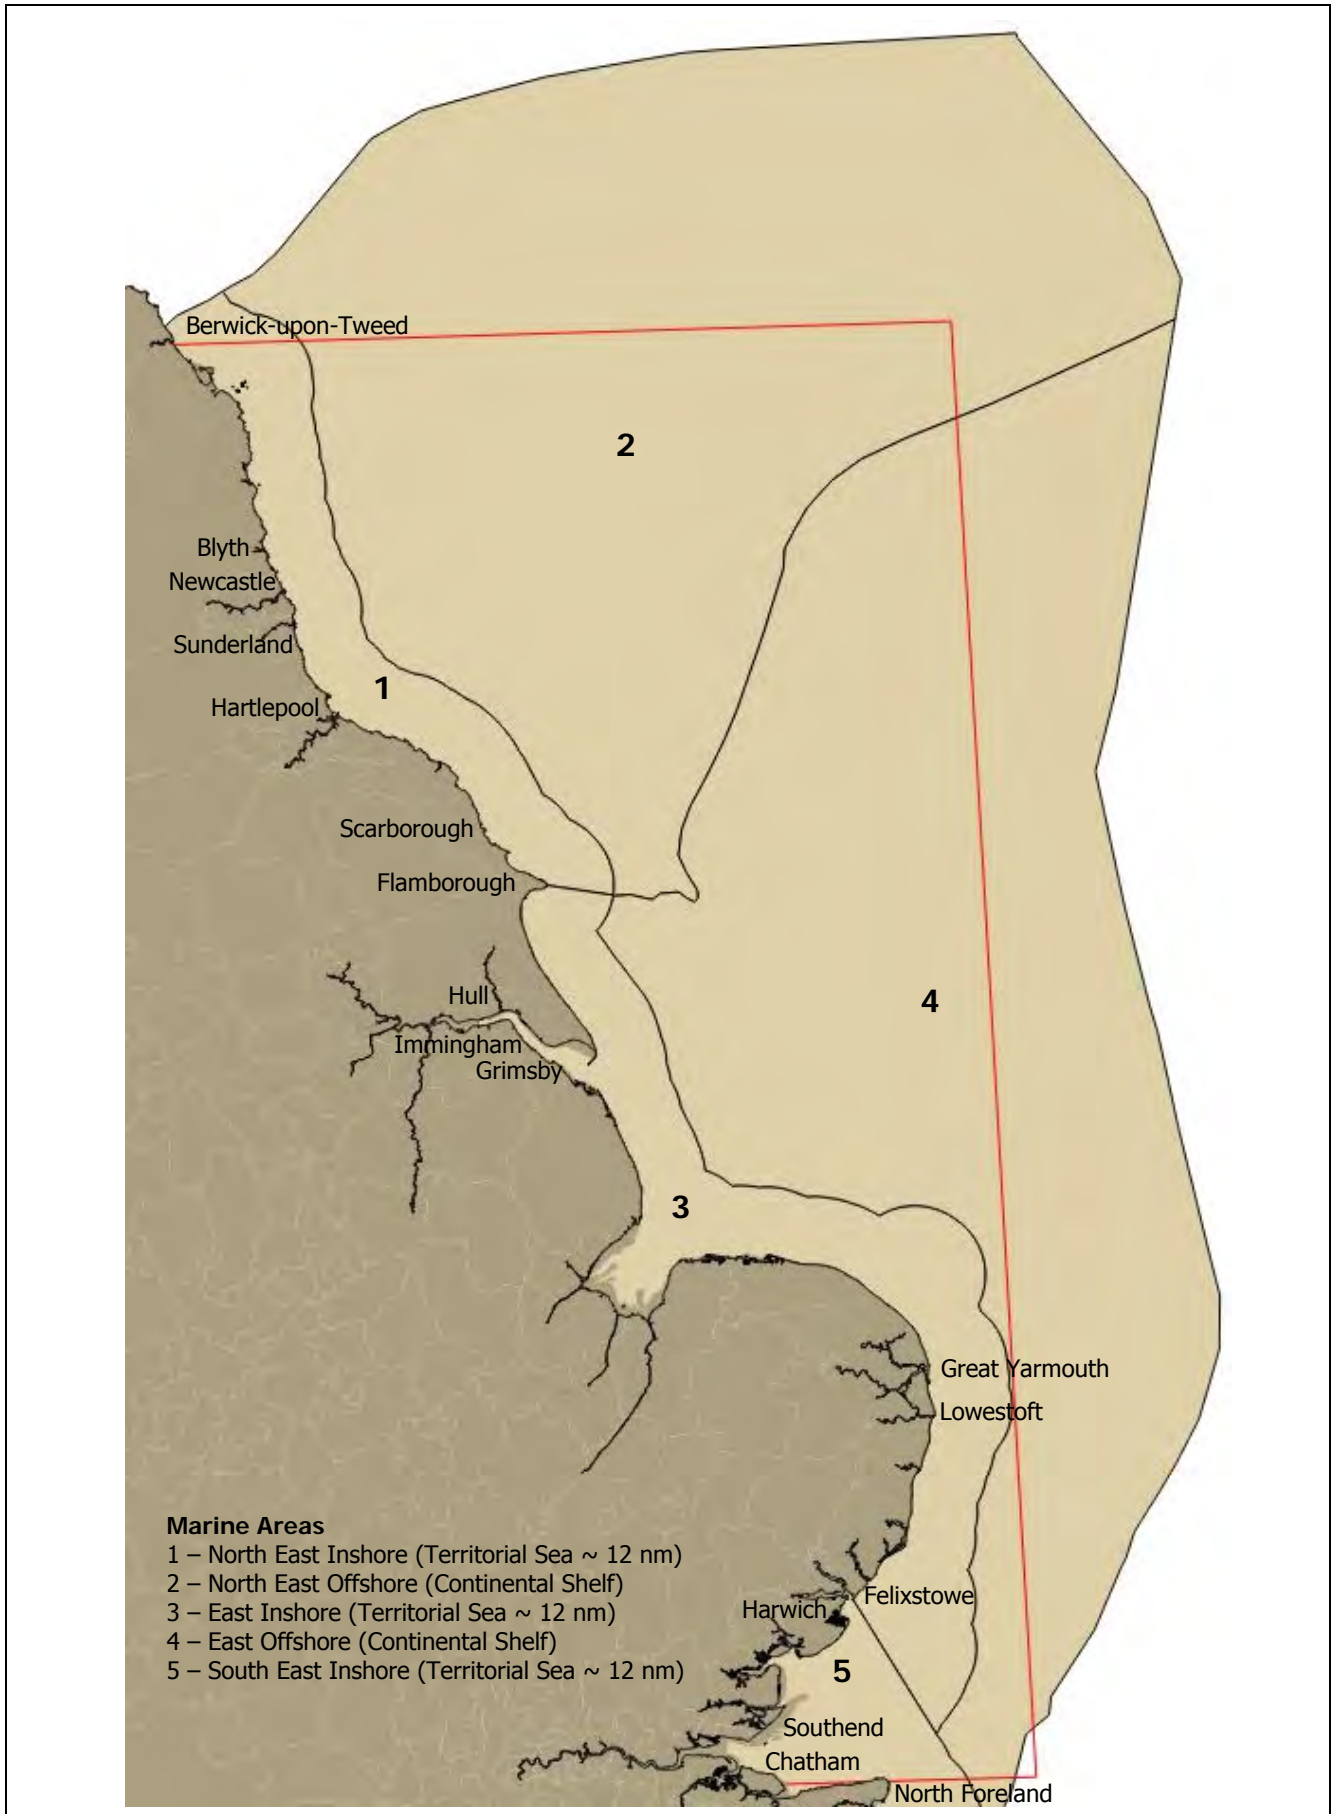 Berwick-upon-Tweed
2
Blyth
Newcastle
Sunderland
1
Hartlepool
Scarborough
Flamborough
Hull
4
Immingham
Grimsby
3
Great Yarmouth
Lowestoft
Marine Areas
1 – North East Inshore (Territorial Sea ~ 12 nm)
2 – North East Offshore (Continental Shelf)
3 – East Inshore (Territorial Sea ~ 12 nm)
4 – East Offshore (Continental Shelf)
5 – South East Inshore (Territorial Sea ~ 12 nm)
Felixstowe
Harwich
5
Southend
Chatham
North Foreland